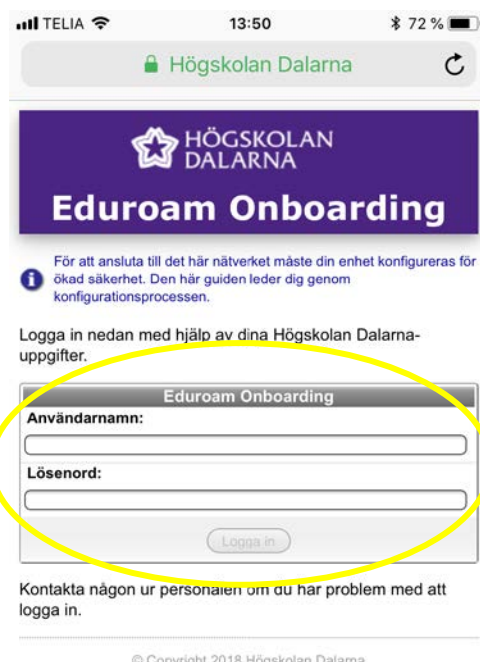 TELIA 13:50 72 %
Högskolan Dalarna
HÖGSKOLAN
DALARNA
Eduroam Onboarding
För att ansluta till det här nätverket måste din enhet konfigureras för
ökad säkerhet. Den här guiden leder dig genom
konfigurationsprocessen.
Logga in nedan med hjälp av dina Högskolan Dalarna-
uppgifter.
Eduroam Onboarding
Användarnamn:
Lösenord:
Logga in
Kontakta någon ur personalen om du har problem med att
logga in.
© Copyright 2018 Högskolan Dalarna